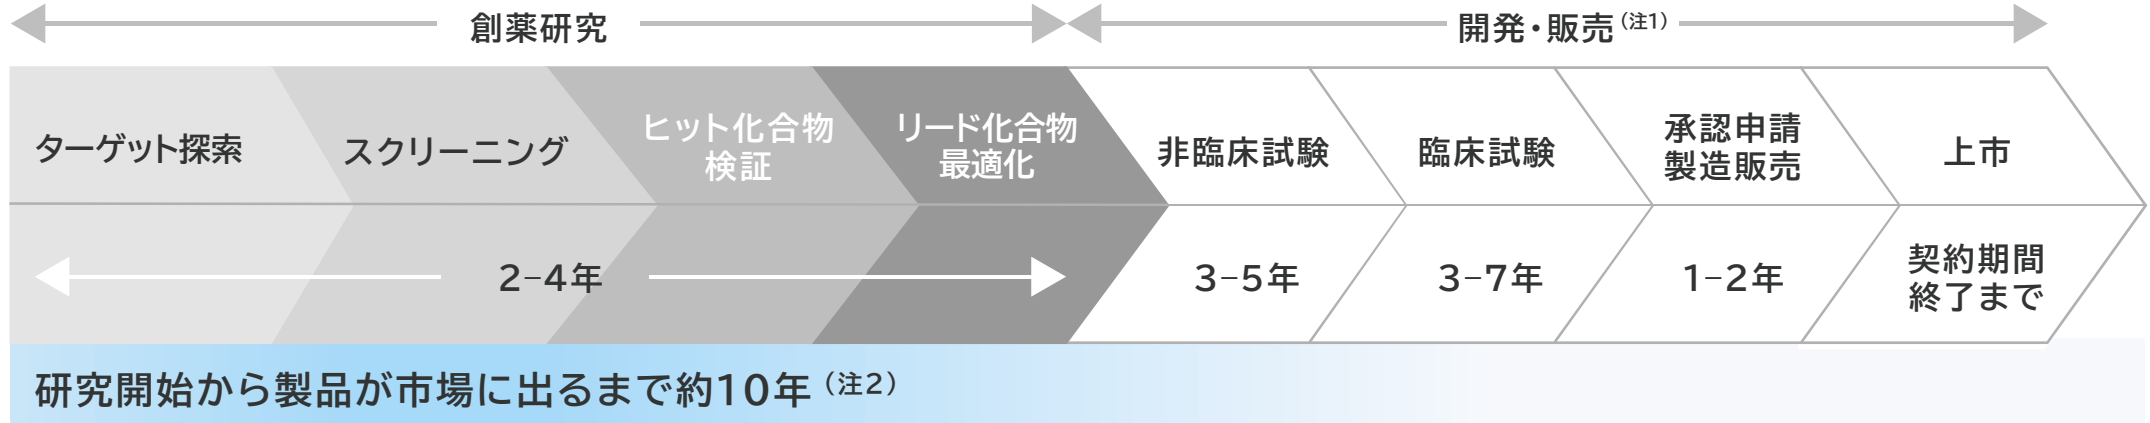 創薬研究
開発・販売(注1)
ターゲット探索
スクリーニング
ヒット化合物
検証
リード化合物
最適化
非臨床試験
臨床試験
承認申請
製造販売
上市
2−4年
3−5年
3−7年
1−2年
契約期間
終了まで
研究開始から製品が市場に出るまで約10年(注2)